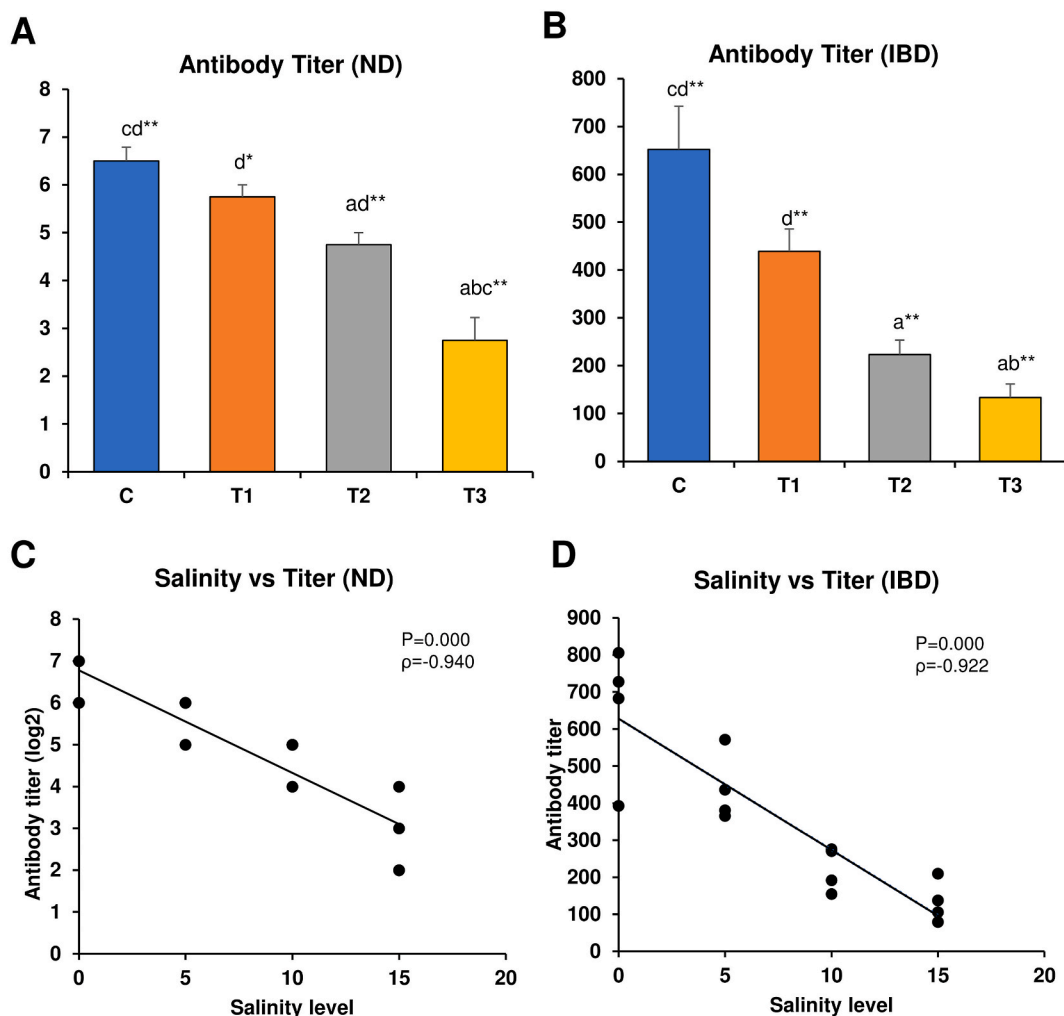 A
Antibody Titer (ND)
8
7
6
5
4
3
2
1
0
cd**
d*
ad**
abc**
C T1 T2 T3
B
Antibody Titer (IBD)
800
700
600
500
400
300
200
100
0
cd**
d**
a**
ab**
C T1 T2 T3
C
Salinity vs Titer (ND)
P=0.000
ρ=-0.940
Antibody titer (log2)
8
7
6
5
4
3
2
1
0
0 5 10 15 20
Salinity level
D
Salinity vs Titer (IBD)
P=0.000
ρ=-0.922
Antibody titer
900
800
700
600
500
400
300
200
100
0
0 5 10 15 20
Salinity level